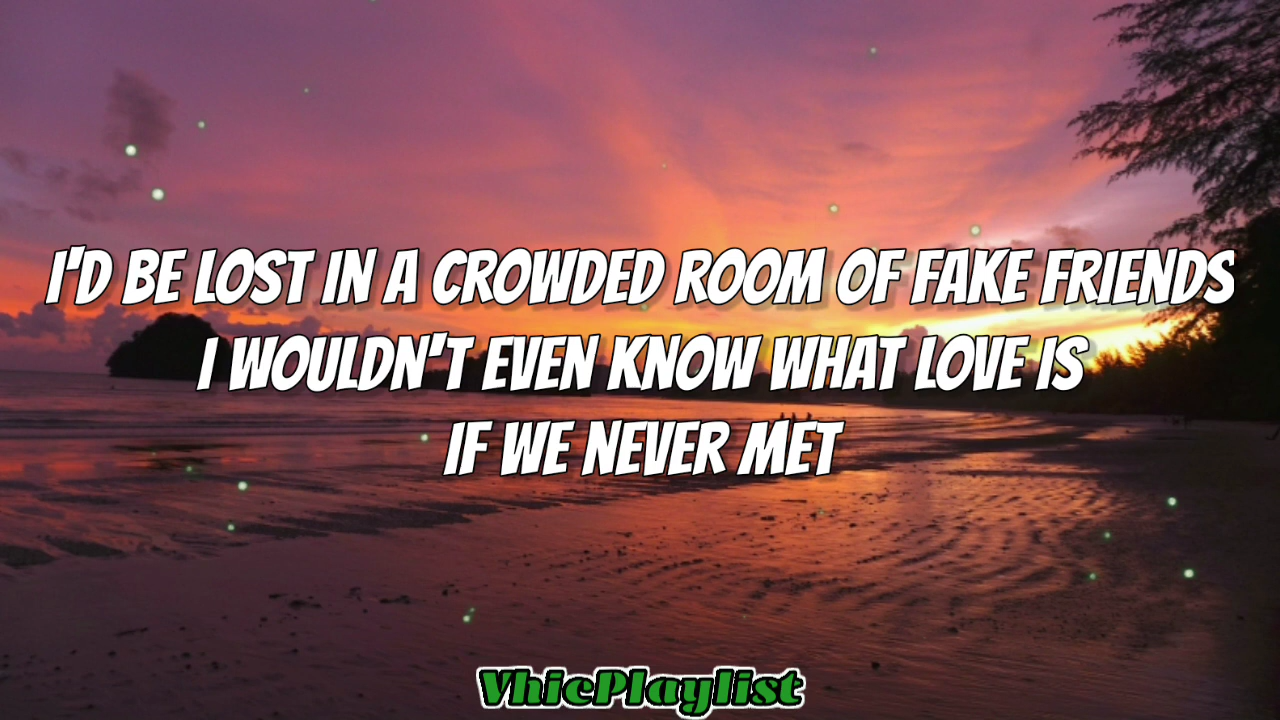 I'D BE LOST IN A CROWDED ROOM OF FAKE FRIENDS
I WOULDN'T EVEN KNOW WHAT LOVE IS
IF WE NEVER MET
VhicPlaylist